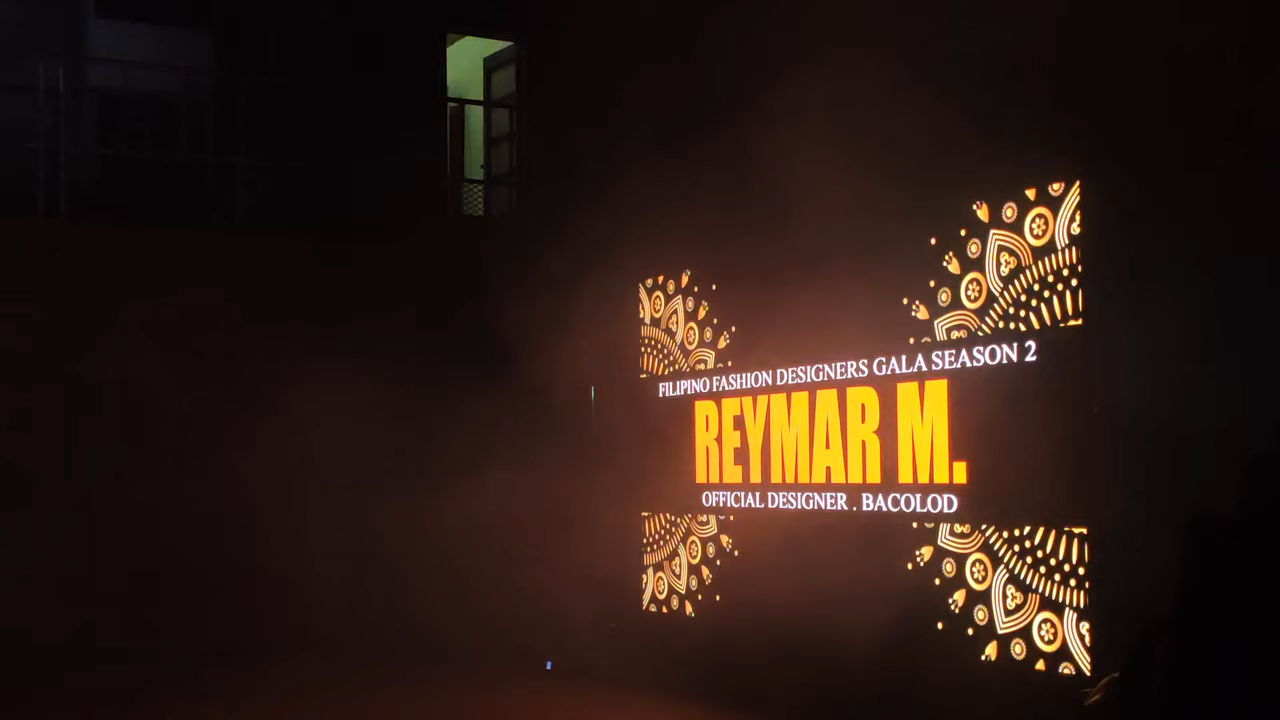 FILIPINO FASHION DESIGNERS GALA SEASON 2
REYMAR M.
OFFICIAL DESIGNER . BACOLOD